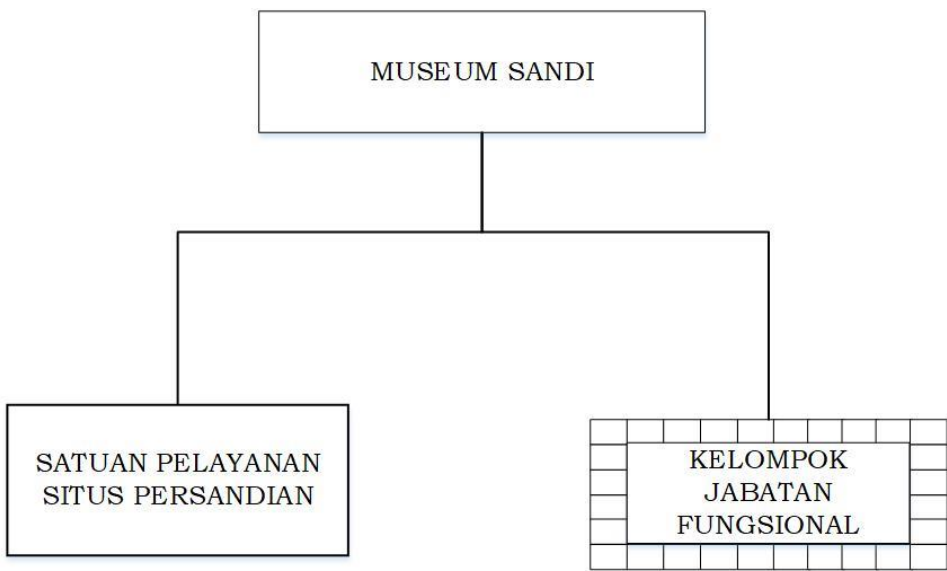 MUSEUM SANDI
SATUAN PELAYANAN
SITUS PERSANDIAN
KELOMPOK
JABATAN
FUNGSIONAL